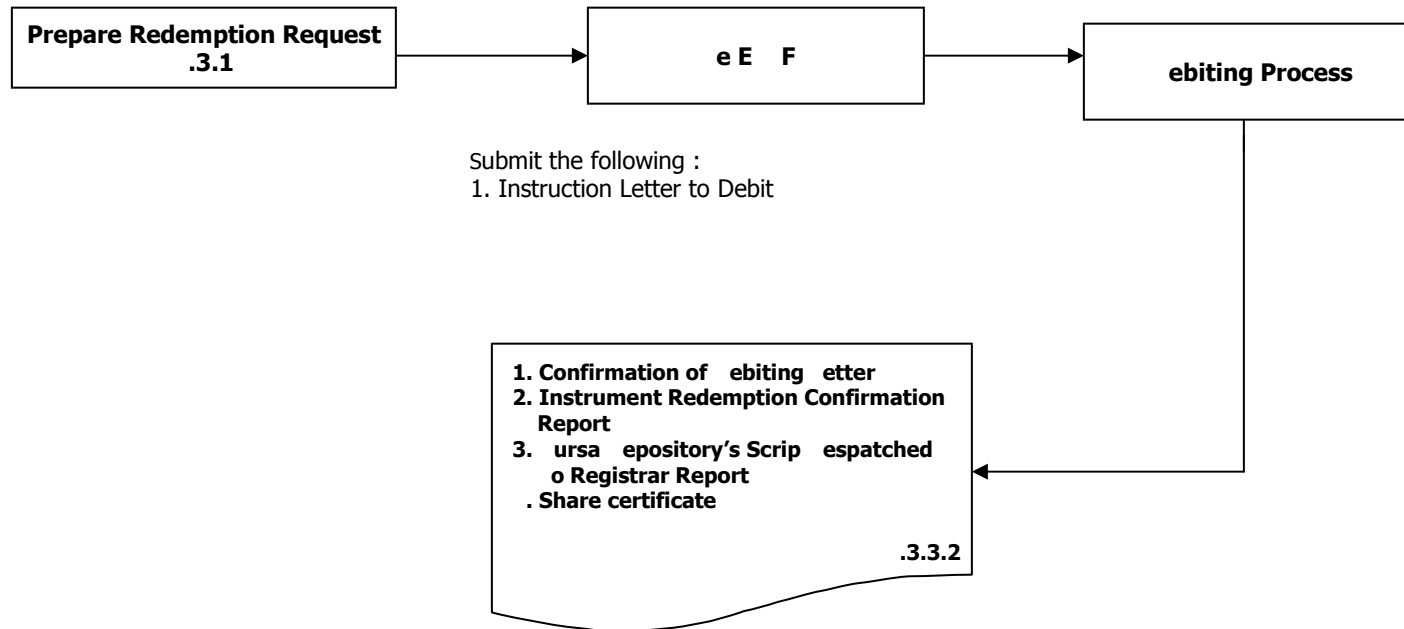 Prepare Redemption Request
.3.1
e E F
ebiting Process
Submit the following :
1. Instruction Letter to Debit
1. Confirmation of ebiting etter
2. Instrument Redemption Confirmation
Report
3. ursa epository’s Scrip espatched
o Registrar Report
. Share certificate
.3.3.2